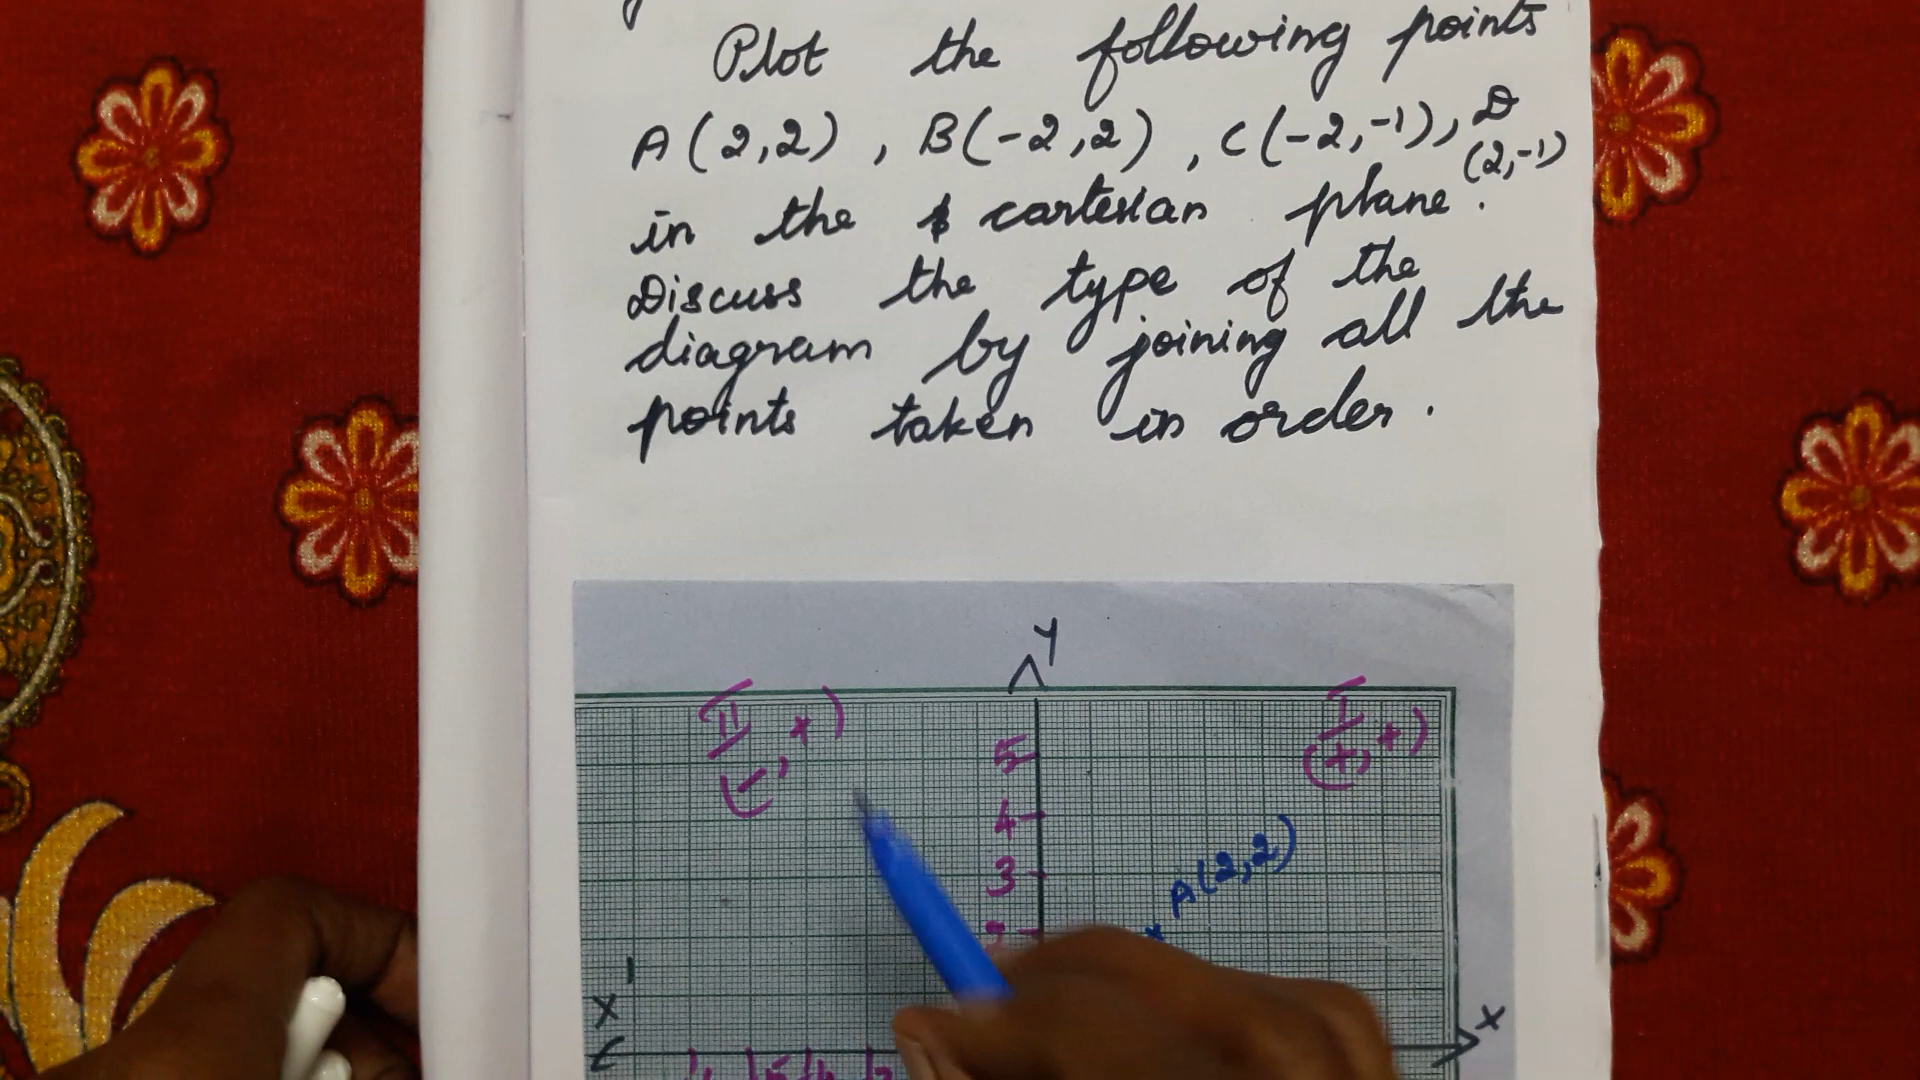 Plot the following points
A(2,2), B(-2,2), C(-2,-1), D
(2,-1)
in the cartesian plane.
Discuss the type of the
diagram by joining all the
points taken in order.
Y
II
(-,+)
I
(+,+)
5
4
3
2
A(2,2)
X'
X